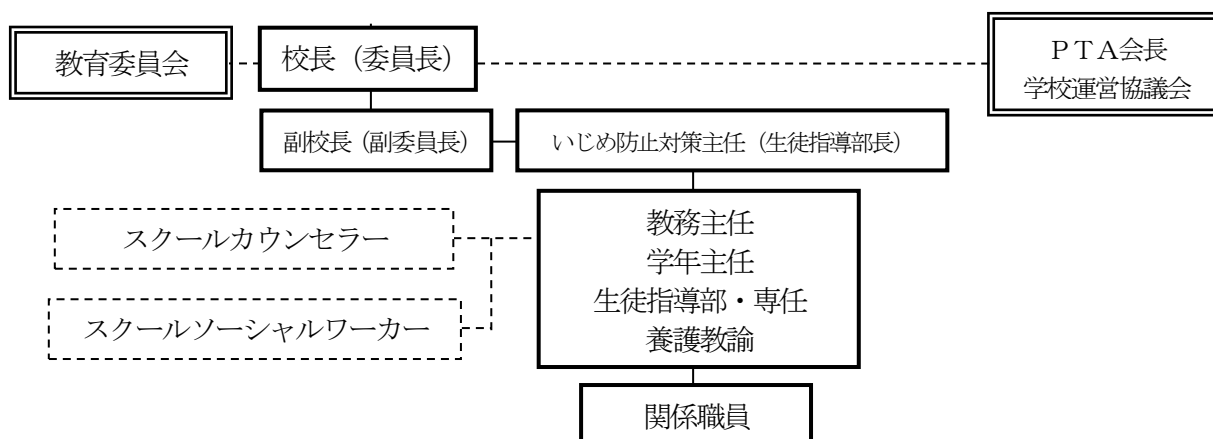 教育委員会
校長（委員長）
ＰＴＡ会長
学校運営協議会
副校長（副委員長）
いじめ防止対策主任（生徒指導部長）
スクールカウンセラー
スクールソーシャルワーカー
教務主任
学年主任
生徒指導部・専任
養護教諭
関係職員